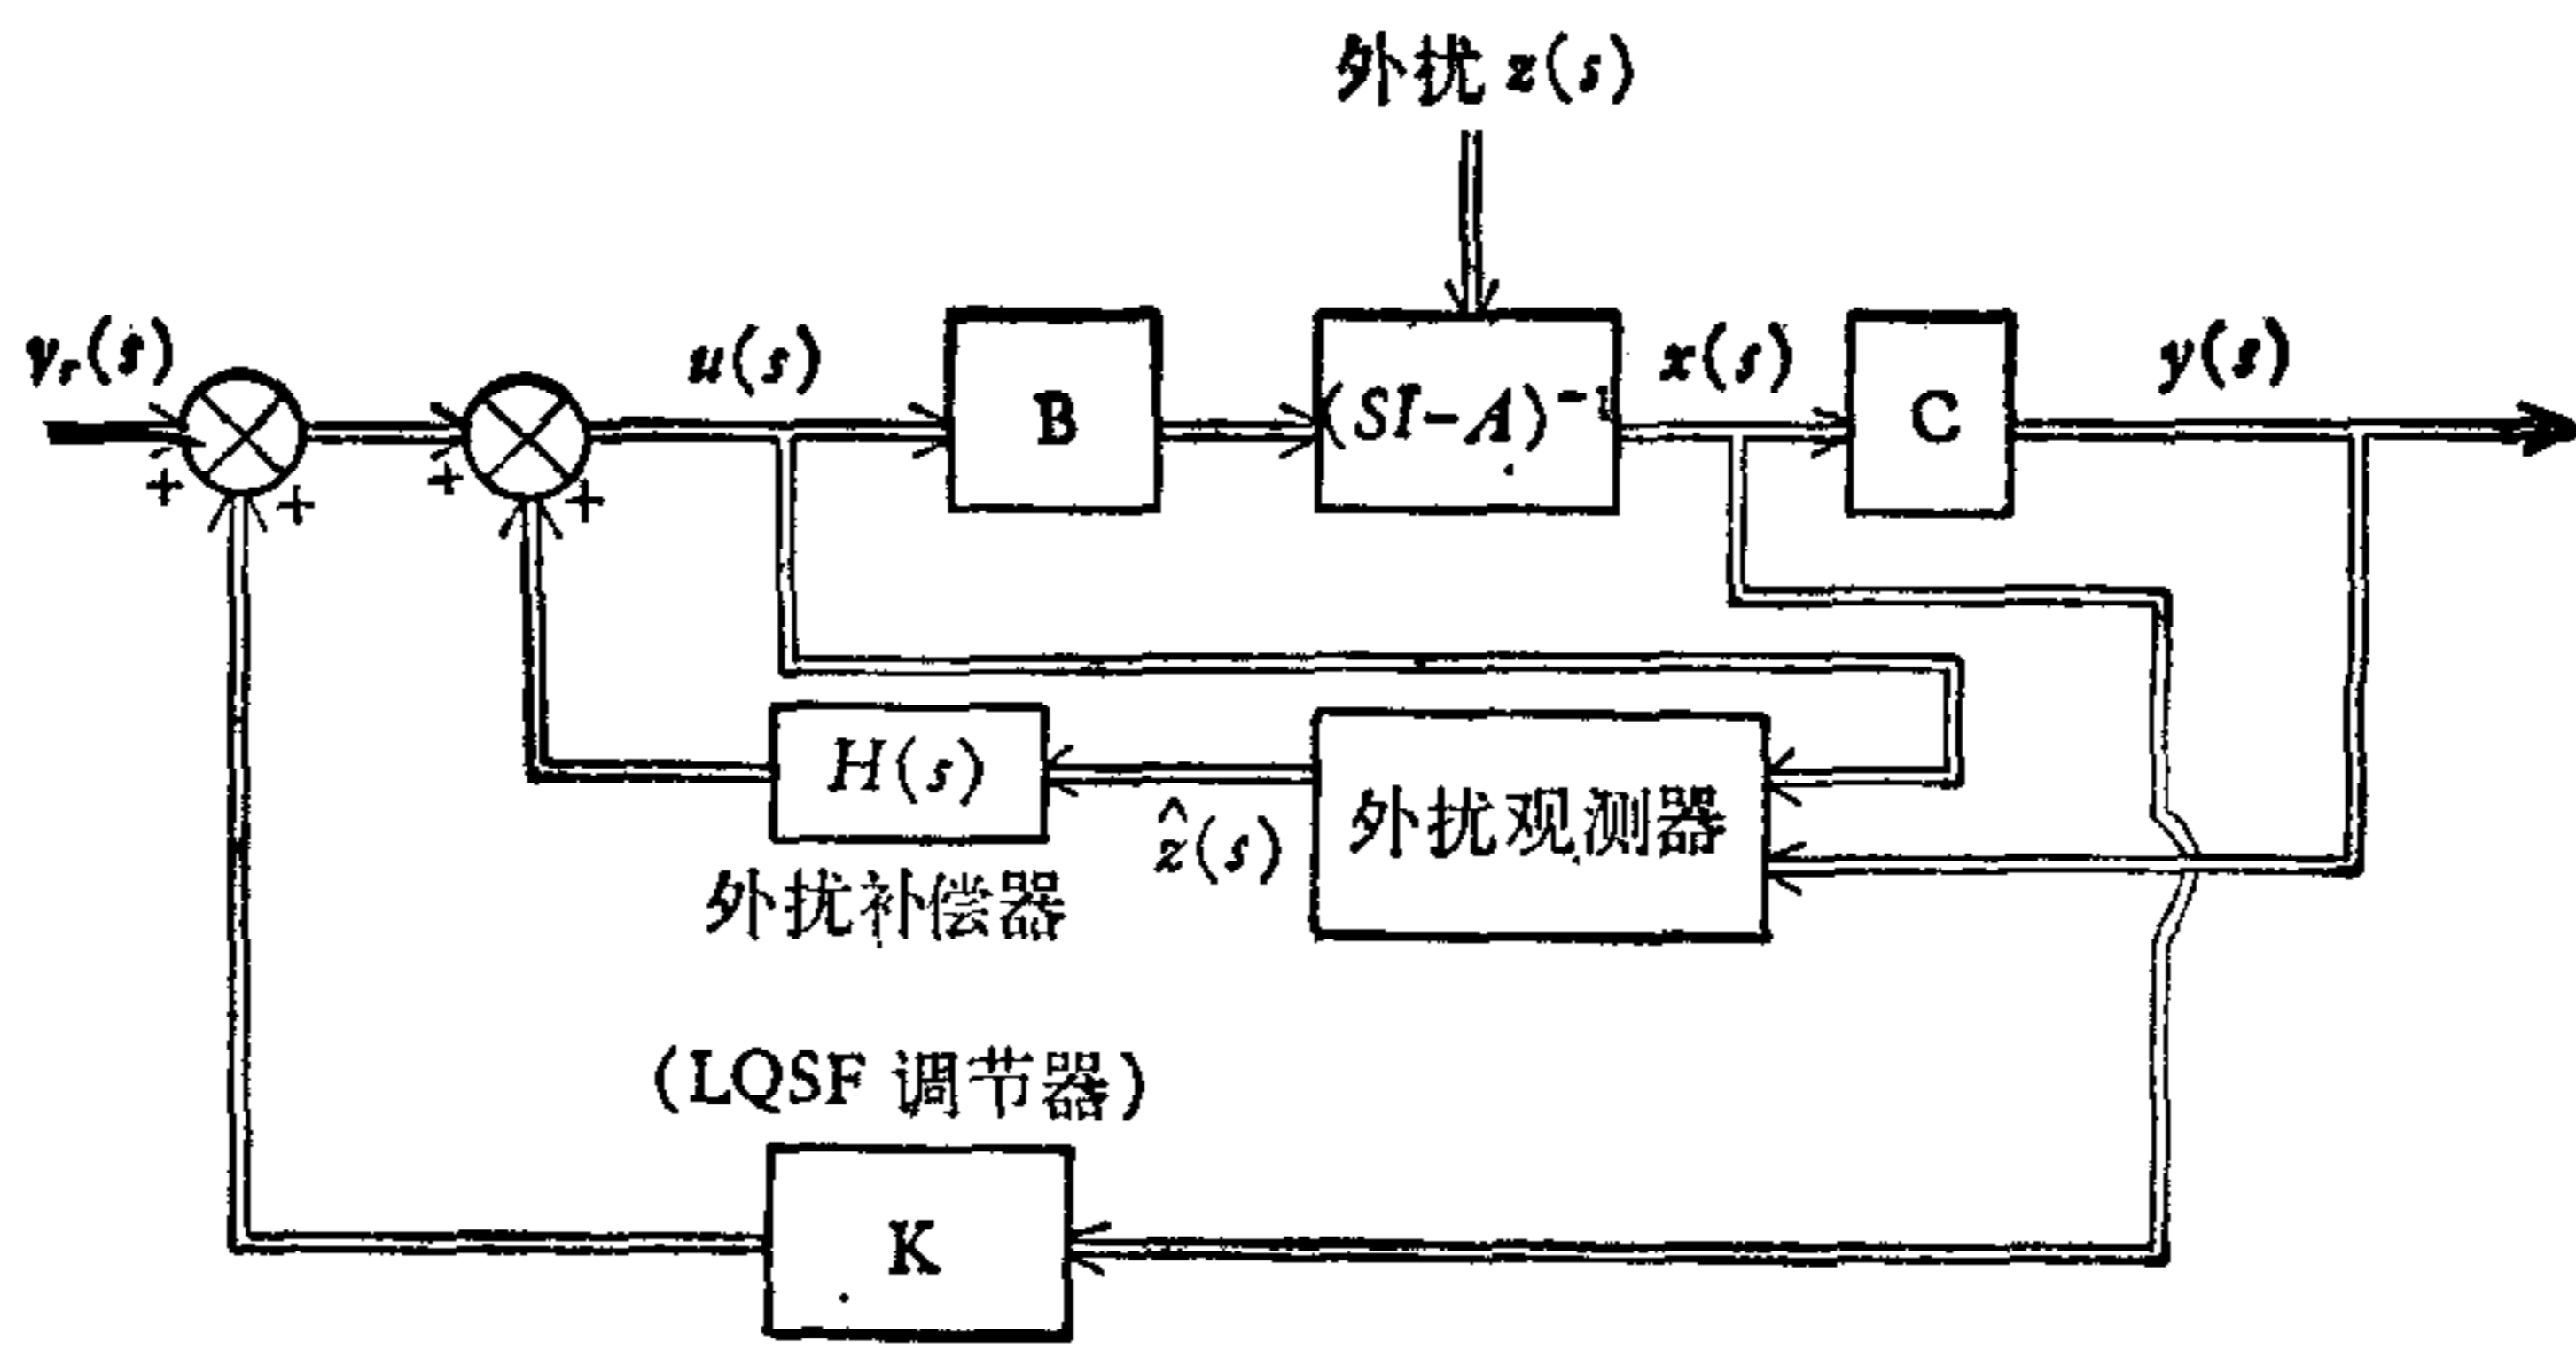 外扰 z(s)
y_r(s)
u(s)
x(s)
y(s)
B
(SI-A)⁻¹
C
+
+
+
+
H(s)
ẑ(s)
外扰观测器
外扰补偿器
(LQSF 调节器)
K